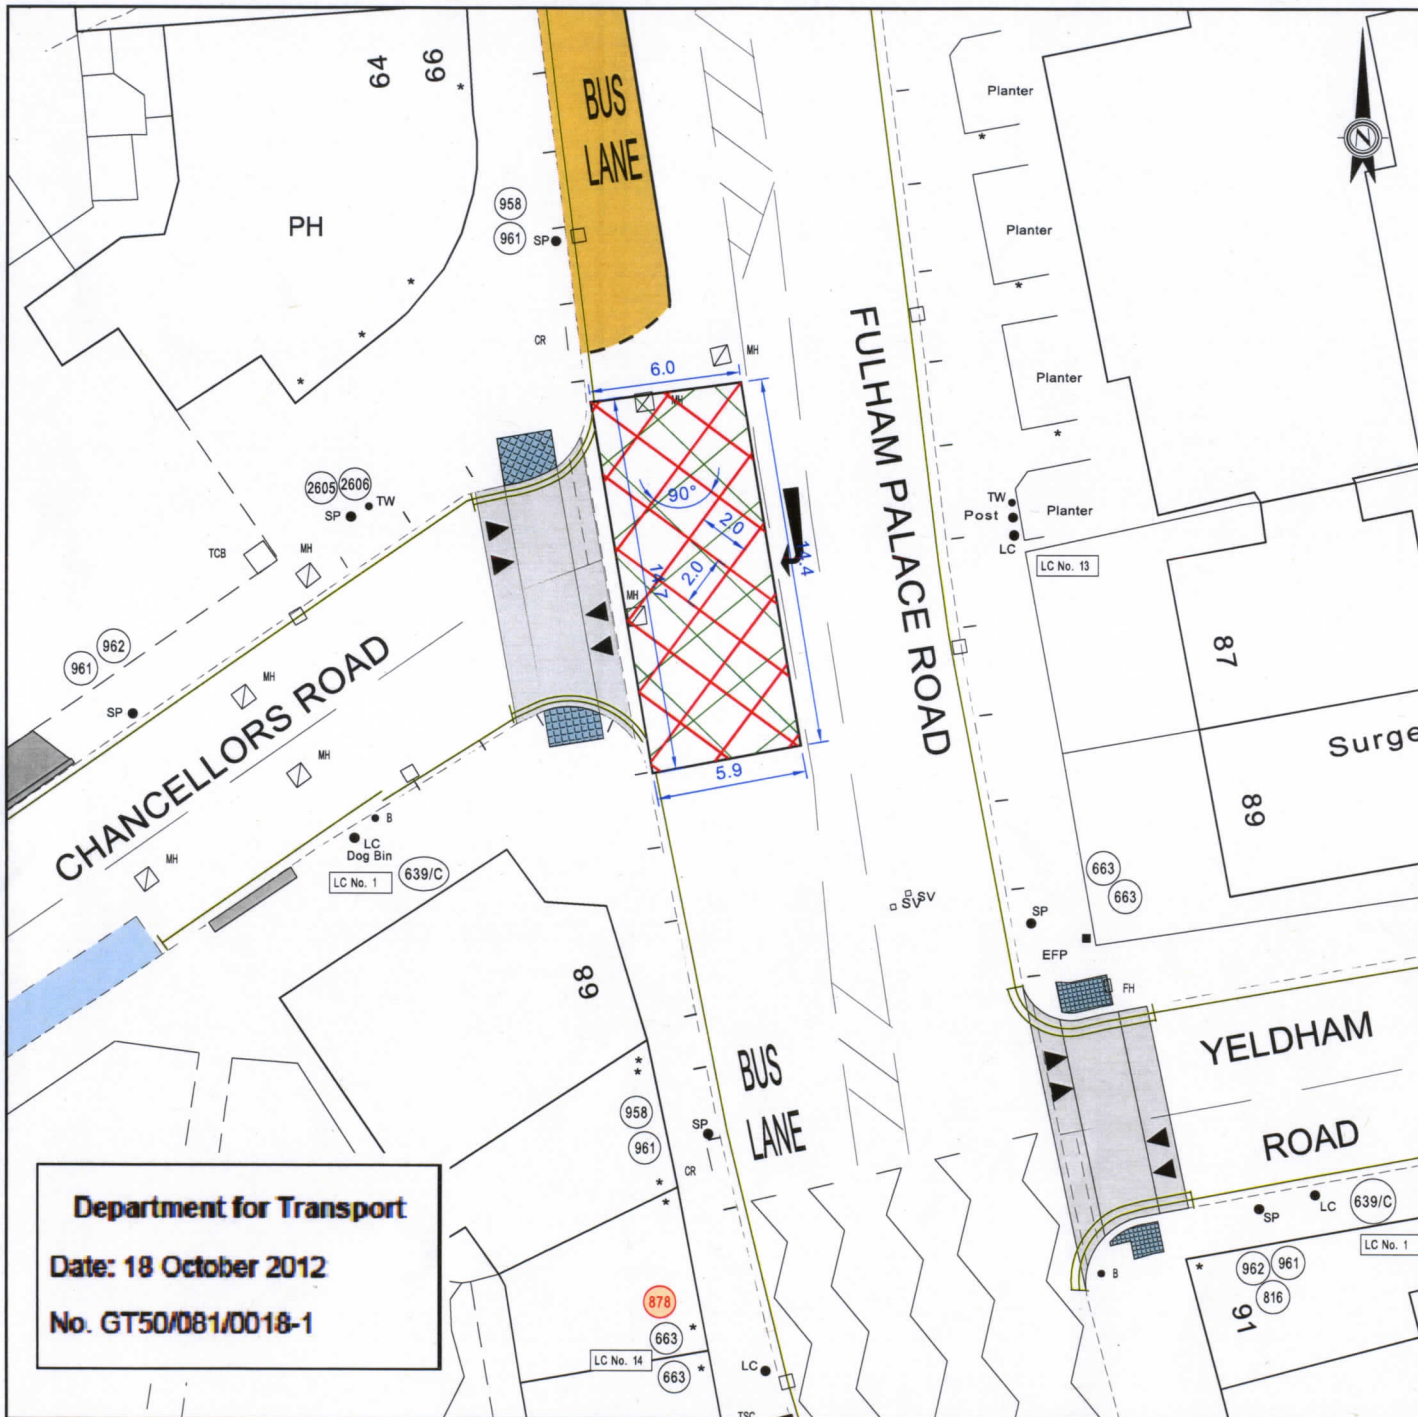 64
66
BUS
LANE
Planter
958
961
SP
PH
Planter
CR
MH
6.0
MH
FULHAM PALACE ROAD
Planter
90°
2.0
2.0
14.7
14.4
MH
2605
2606
TW
SP
TCB
MH
TW
Post
LC
Planter
LC No. 13
961
962
SP
MH
MH
CHANCELLORS ROAD
MH
5.9
87
Surge
89
B
LC
Dog Bin
LC No. 1
639/C
663
663
SV
SV
SP
EFP
FH
68
YELDHAM
ROAD
BUS
LANE
958
961
SP
CR
LC
639/C
SP
LC No. 1
962
961
816
91
B
Department for Transport
Date: 18 October 2012
No. GT50/081/0018-1
878
663
LC No. 14
663
LC
TSC